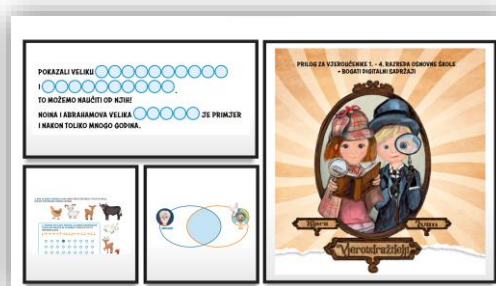 POKAZALI VELIKU
I
.
TO MOŽEMO NAUČITI OD NJIH!
NOINA I ABRAHAMOVA VELIKA JE PRIMJER
I NAKON TOLIKO MNOGO GODINA.
PRILOG ZA VJEROUČENIKE 1. - 4. RAZREDA OSNOVNE ŠKOLE
- BOGATI DIGITALNI SADRŽAJI
Vjeroistražitelji